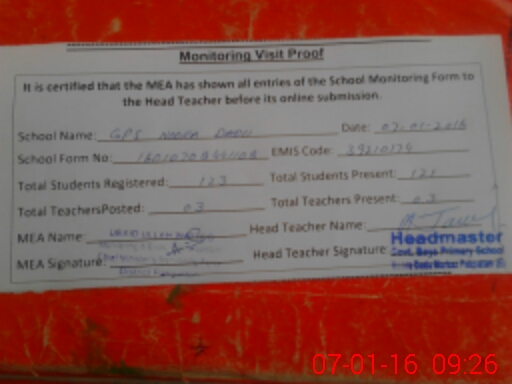 Monitoring Visit Proof
It is certified that the MEA has shown all entries of the School Monitoring Form to
the Head Teacher before its online submission.
School Name: GPS Date: 07-01-2016
School Form No: EMIS Code: 39210174
Total Students Registered: 123 Total Students Present: 121
Total TeachersPosted: 03 Total Teachers Present: 03
MEA Name: Head Teacher Name:
MEA Signature: Head Teacher Signature:
Headmaster
Govt. Boys Primary School
07-01-16 09:26